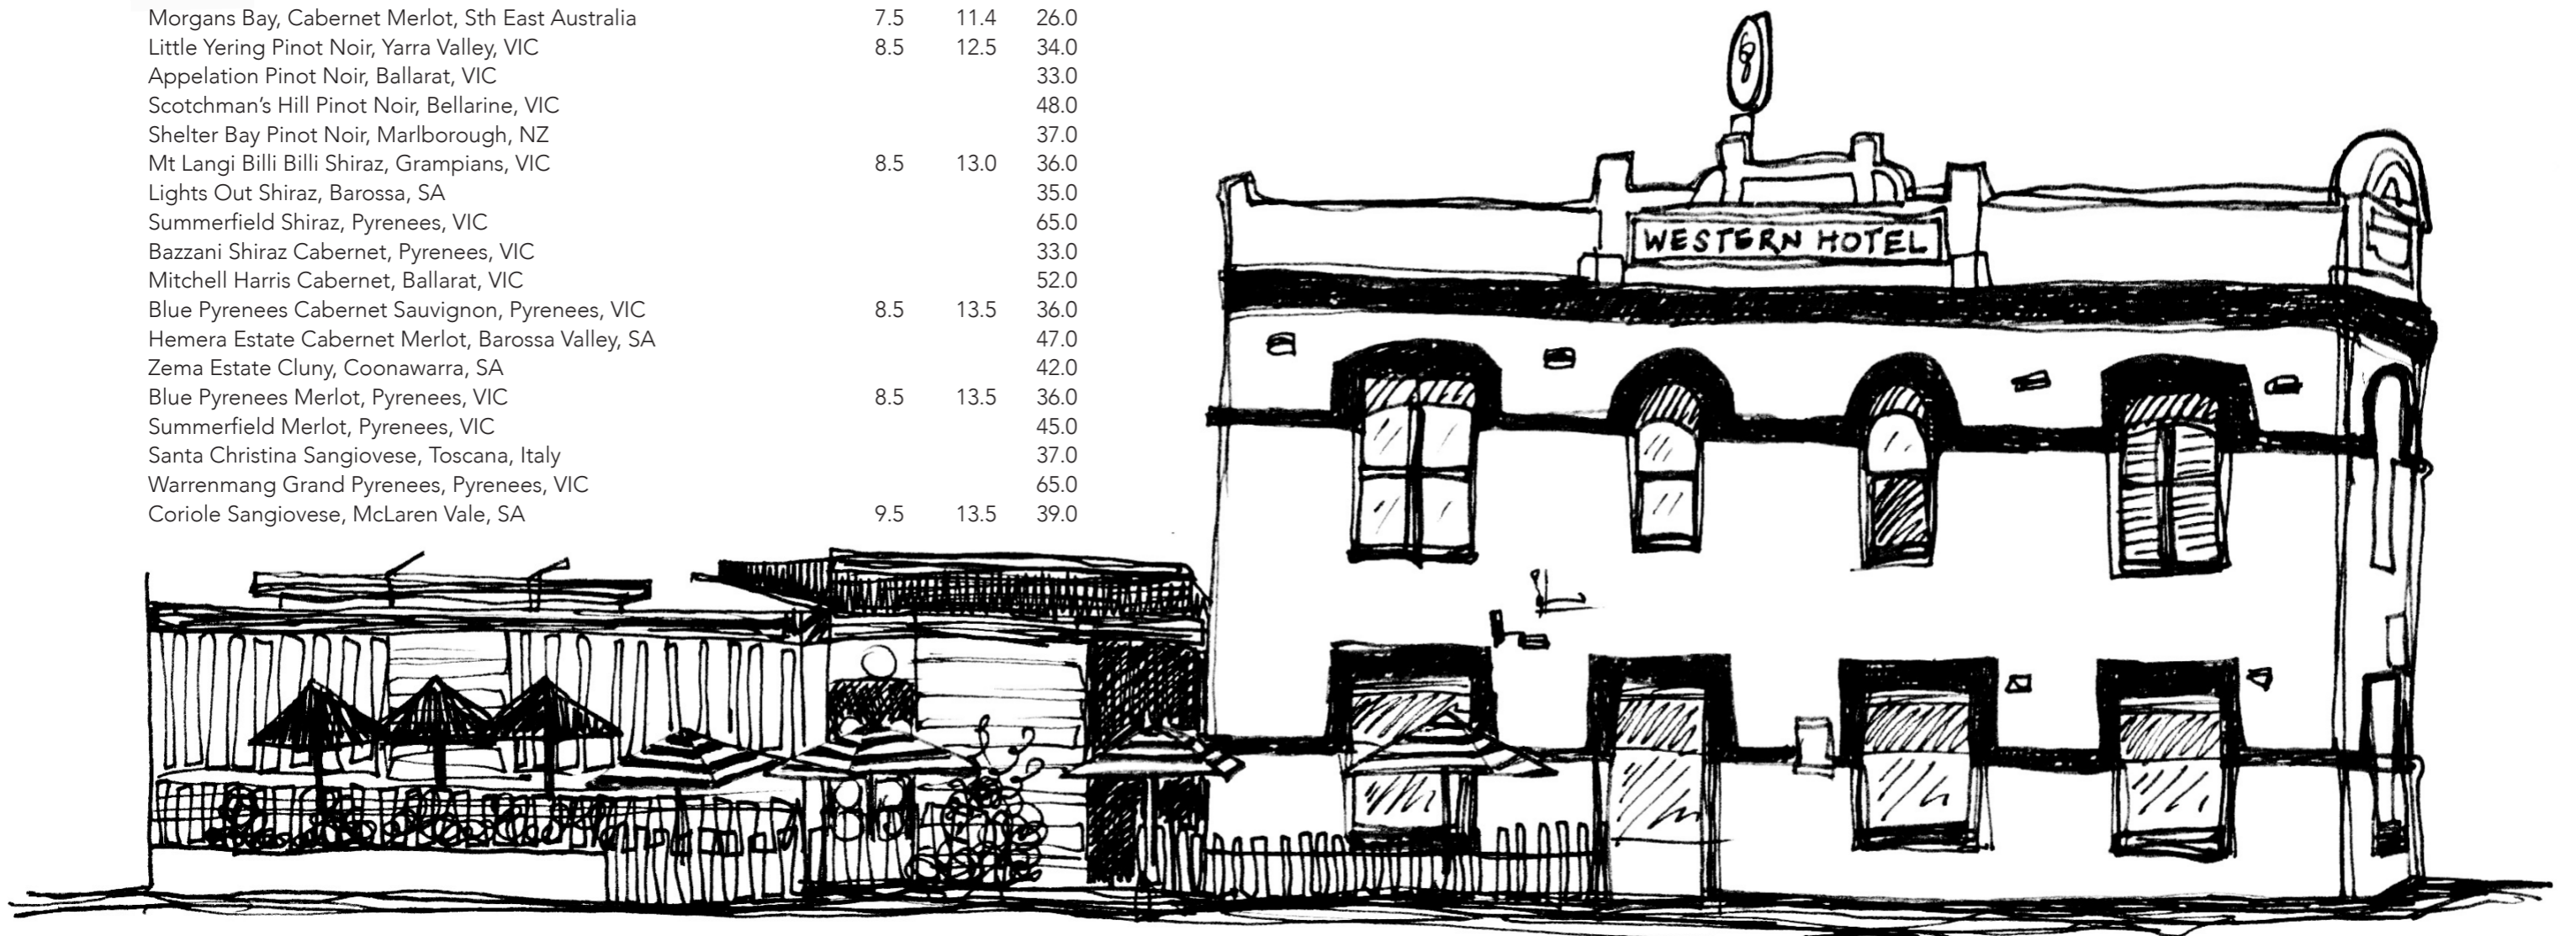 Morgans Bay, Cabernet Merlot, Sth East Australia 7.5 11.4 26.0
Little Yering Pinot Noir, Yarra Valley, VIC 8.5 12.5 34.0
Appelation Pinot Noir, Ballarat, VIC 33.0
Scotchman’s Hill Pinot Noir, Bellarine, VIC 48.0
Shelter Bay Pinot Noir, Marlborough, NZ 37.0
Mt Langi Billi Billi Shiraz, Grampians, VIC 8.5 13.0 36.0
Lights Out Shiraz, Barossa, SA 35.0
Summerfield Shiraz, Pyrenees, VIC 65.0
Bazzani Shiraz Cabernet, Pyrenees, VIC 33.0
Mitchell Harris Cabernet, Ballarat, VIC 52.0
Blue Pyrenees Cabernet Sauvignon, Pyrenees, VIC 8.5 13.5 36.0
Hemera Estate Cabernet Merlot, Barossa Valley, SA 47.0
Zema Estate Cluny, Coonawarra, SA 42.0
Blue Pyrenees Merlot, Pyrenees, VIC 8.5 13.5 36.0
Summerfield Merlot, Pyrenees, VIC 45.0
Santa Christina Sangiovese, Toscana, Italy 37.0
Warrenmang Grand Pyrenees, Pyrenees, VIC 65.0
Coriole Sangiovese, McLaren Vale, SA 9.5 13.5 39.0
WESTERN HOTEL